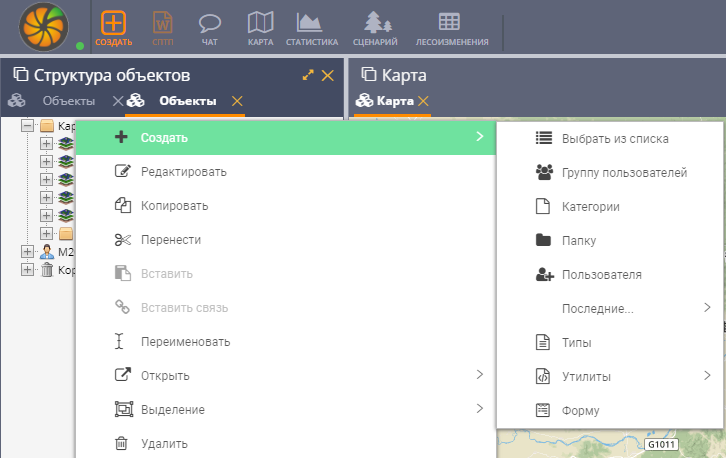 СОЗДАТЬ
СПТП
ЧАТ
КАРТА
СТАТИСТИКА
СЦЕНАРИЙ
ЛЕСОИЗМЕНЕНИЯ
Структура объектов
Карта
Объекты
Объекты
Карта
Кар
М2
Кор
Создать
Редактировать
Копировать
Перенести
Вставить
Вставить связь
Переименовать
Открыть
Выделение
Удалить
Выбрать из списка
Группу пользователей
Категории
Папку
Пользователя
Последние...
Типы
Утилиты
Форму
G1011